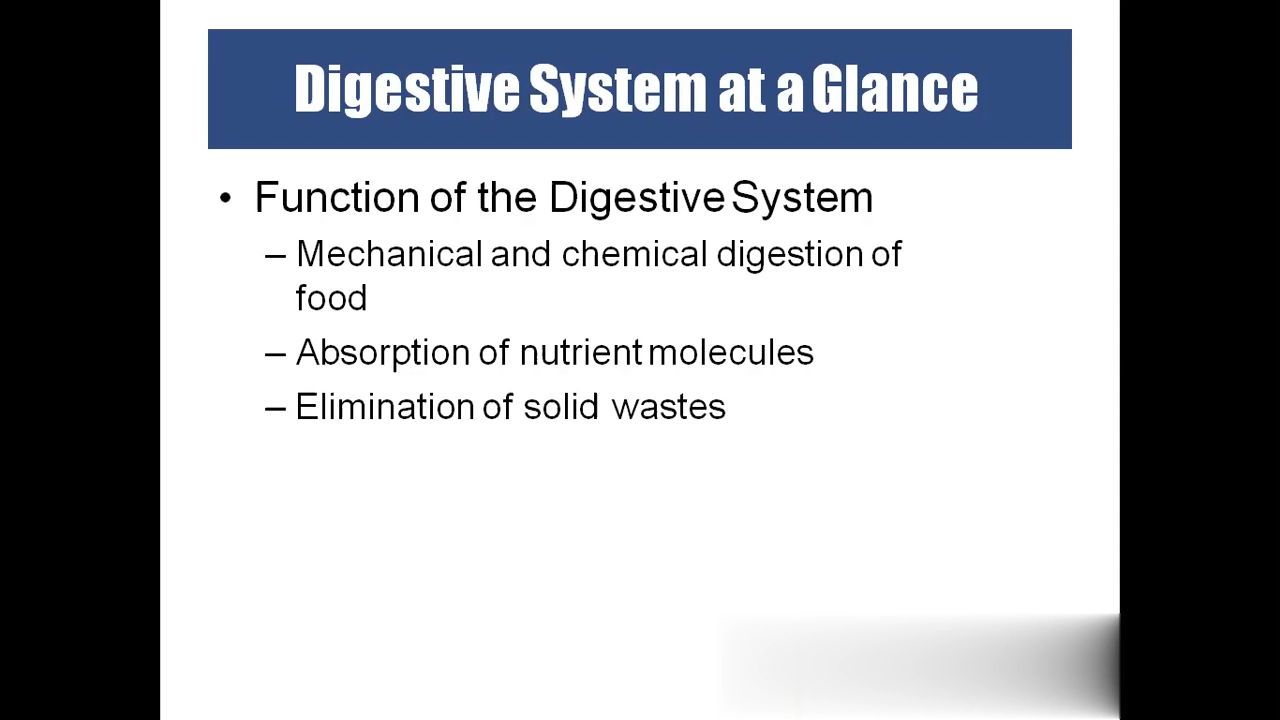 Digestive System at a Glance
• Function of the Digestive System
– Mechanical and chemical digestion of
food
– Absorption of nutrient molecules
– Elimination of solid wastes